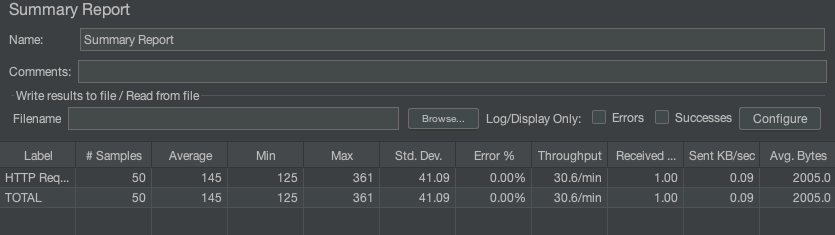 Summary Report
Name: Summary Report
Comments:
Write results to file / Read from file
Filename Browse... Log/Display Only: Errors Successes Configure
Label # Samples Average Min Max Std. Dev. Error % Throughput Received ... Sent KB/sec Avg. Bytes
HTTP Req... 50 145 125 361 41.09 0.00% 30.6/min 1.00 0.09 2005.0
TOTAL 50 145 125 361 41.09 0.00% 30.6/min 1.00 0.09 2005.0